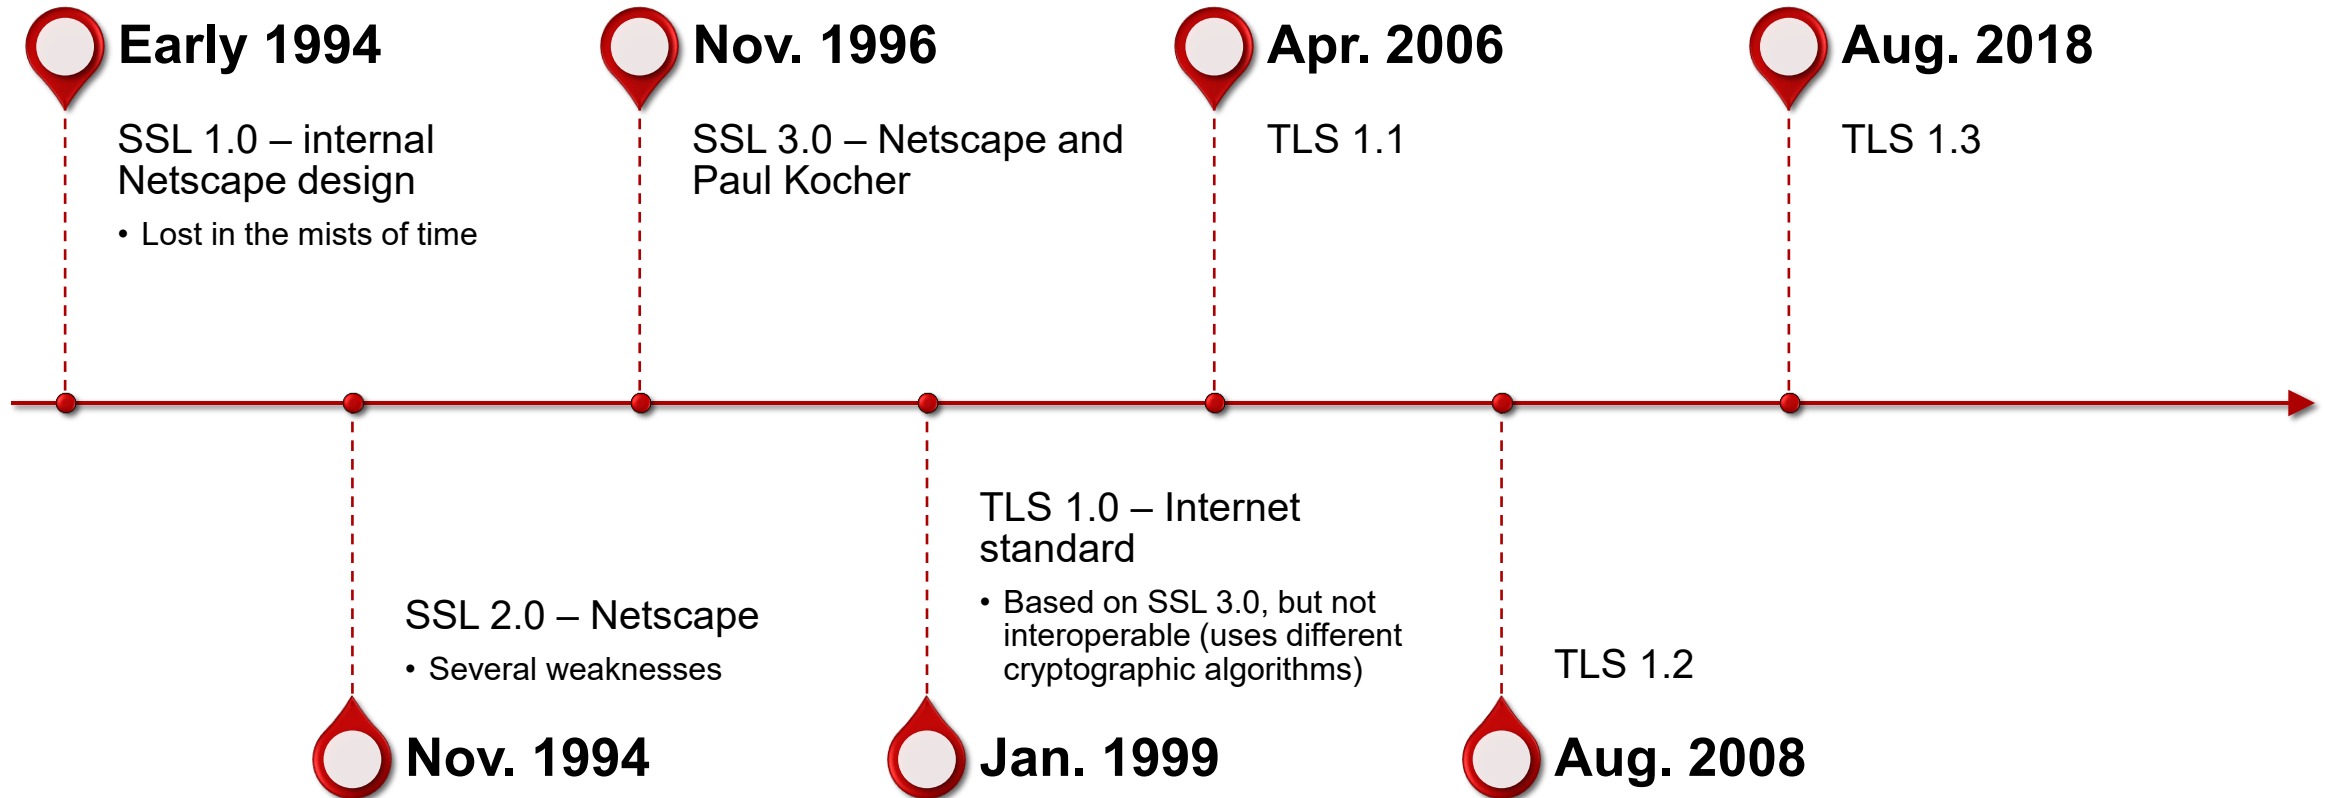 Early 1994
SSL 1.0 – internal
Netscape design
• Lost in the mists of time
Nov. 1996
SSL 3.0 – Netscape and
Paul Kocher
Apr. 2006
TLS 1.1
Aug. 2018
TLS 1.3
SSL 2.0 – Netscape
• Several weaknesses
Nov. 1994
TLS 1.0 – Internet
standard
• Based on SSL 3.0, but not
interoperable (uses different
cryptographic algorithms)
Jan. 1999
TLS 1.2
Aug. 2008